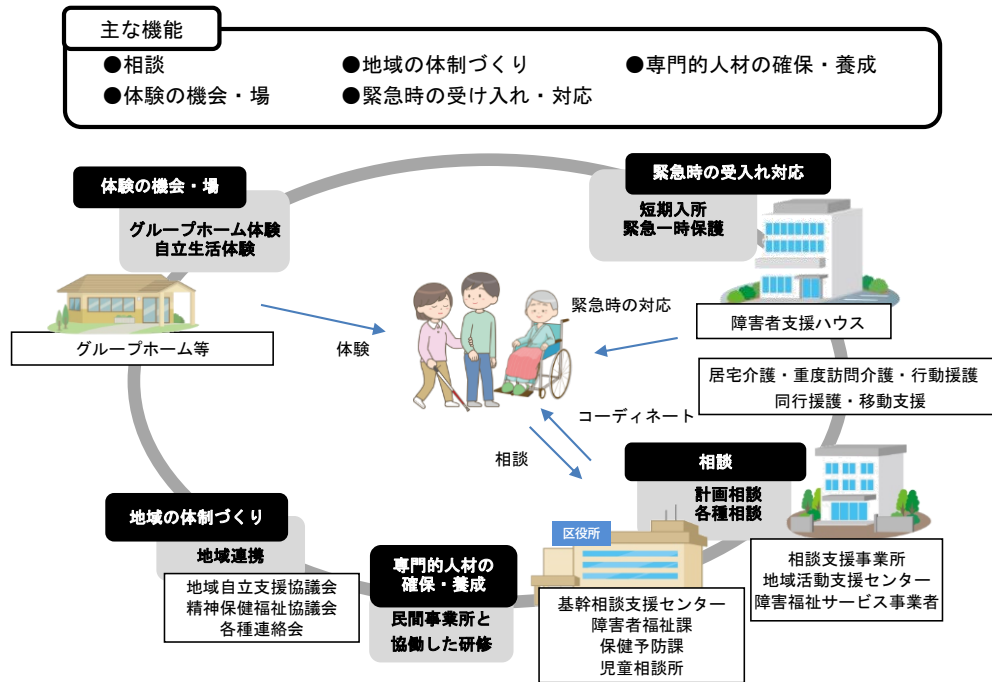 主な機能
●相談
●地域の体制づくり
●専門的人材の確保・養成
●体験の機会・場
●緊急時の受け入れ・対応
体験の機会・場
グループホーム体験
自立生活体験
グループホーム等
緊急時の受入れ対応
短期入所
緊急一時保護
障害者支援ハウス
居宅介護・重度訪問介護・行動援護
同行援護・移動支援
体験
緊急時の対応
コーディネート
相談
相談
計画相談
各種相談
相談支援事業所
地域活動支援センター
障害福祉サービス事業者
区役所
基幹相談支援センター
障害者福祉課
保健予防課
児童相談所
専門的人材の
確保・養成
民間事業所と
協働した研修
地域の体制づくり
地域連携
地域自立支援協議会
精神保健福祉協議会
各種連絡会